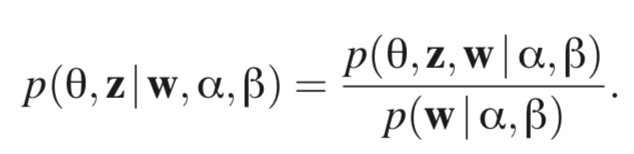 p(θ, z | w, α, β) = p(θ, z, w | α, β) / p(w | α, β) .